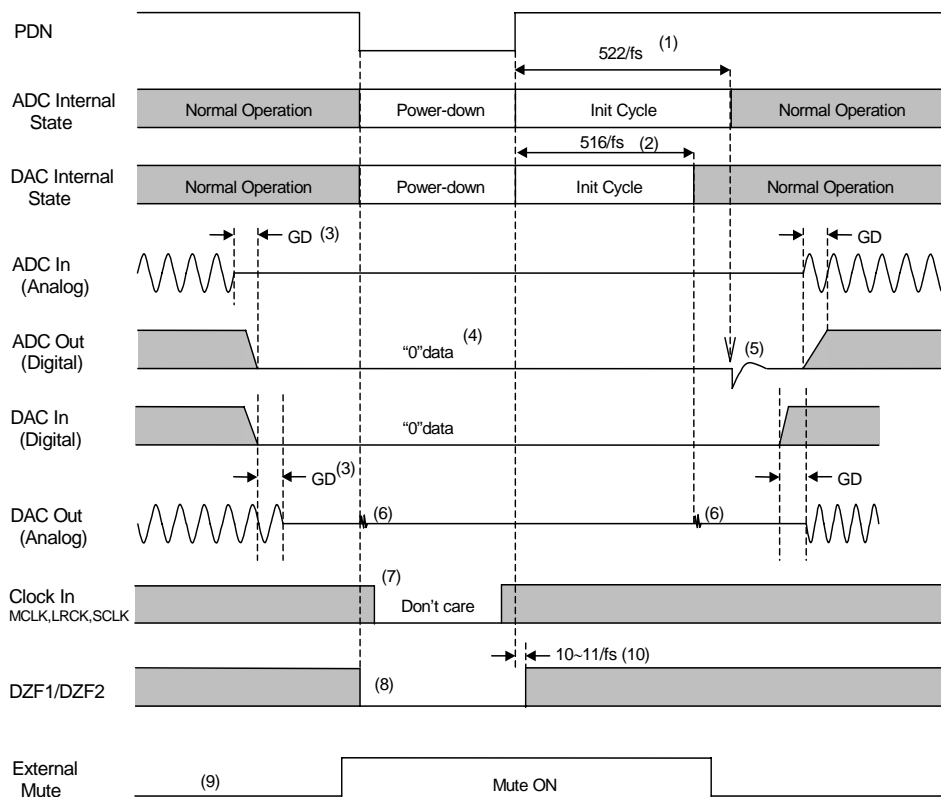 PDN
522/fs (1)
ADC Internal
State
Normal Operation Power-down Init Cycle Normal Operation
516/fs (2)
DAC Internal
State
Normal Operation Power-down Init Cycle Normal Operation
GD (3) GD
ADC In
(Analog)
ADC Out
(Digital)
“0”data (4) (5)
DAC In
(Digital)
“0”data
GD (3) GD
DAC Out
(Analog)
(6) (6)
Clock In
MCLK,LRCK,SCLK
(7) Don’t care
10~11/fs (10)
DZF1/DZF2 (8)
External
Mute
(9) Mute ON